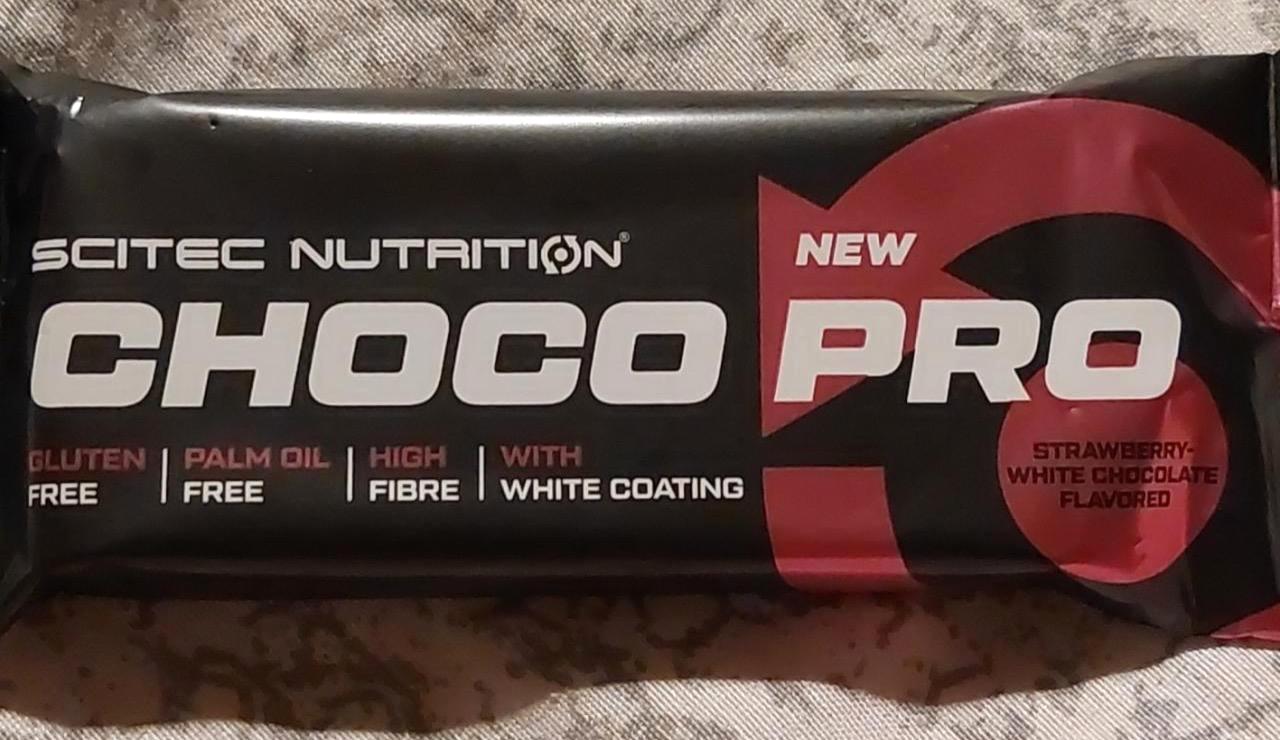 SCITEC NUTRITION®
NEW
CHOCO PRO
GLUTEN FREE
PALM OIL FREE
HIGH FIBRE
WITH WHITE COATING
STRAWBERRY-
WHITE CHOCOLATE
FLAVORED